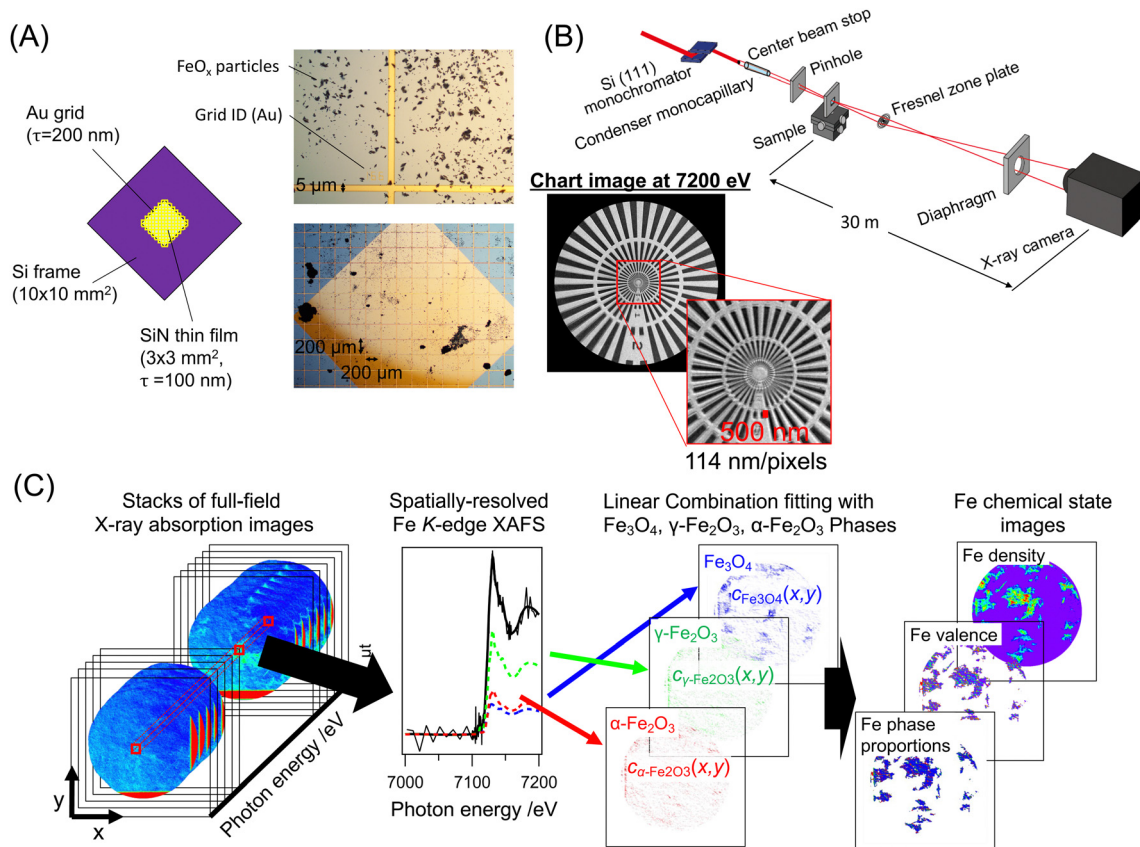 (A)
FeOₓ particles
Grid ID (Au)
5 µm
Au grid
(τ=200 nm)
Si frame
(10x10 mm²)
SiN thin film
(3x3 mm²,
τ =100 nm)
200 µm
200 µm
(B)
Si (111)
monochromator
Center beam stop
Condenser monocapillary
Pinhole
Sample
Fresnel zone plate
Diaphragm
30 m
X-ray camera
Chart image at 7200 eV
2
500 nm
114 nm/pixels
(C)
Stacks of full-field
X-ray absorption images
y
x
Photon energy /eV
Spatially-resolved
Fe K-edge XAFS
7000
7100
7200
Photon energy /eV
Linear Combination fitting with
Fe₃O₄, γ-Fe₂O₃, α-Fe₂O₃ Phases
Fe₃O₄
cFe3O4(x,y)
γ-Fe₂O₃
cγ-Fe2O3(x,y)
α-Fe₂O₃
cα-Fe2O3(x,y)
Fe chemical state
images
Fe density
Fe valence
Fe phase
proportions